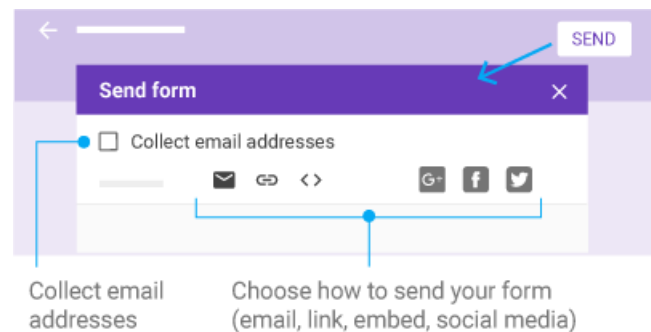 SEND
Send form
Collect email addresses
G+
Collect email
addresses
Choose how to send your form
(email, link, embed, social media)